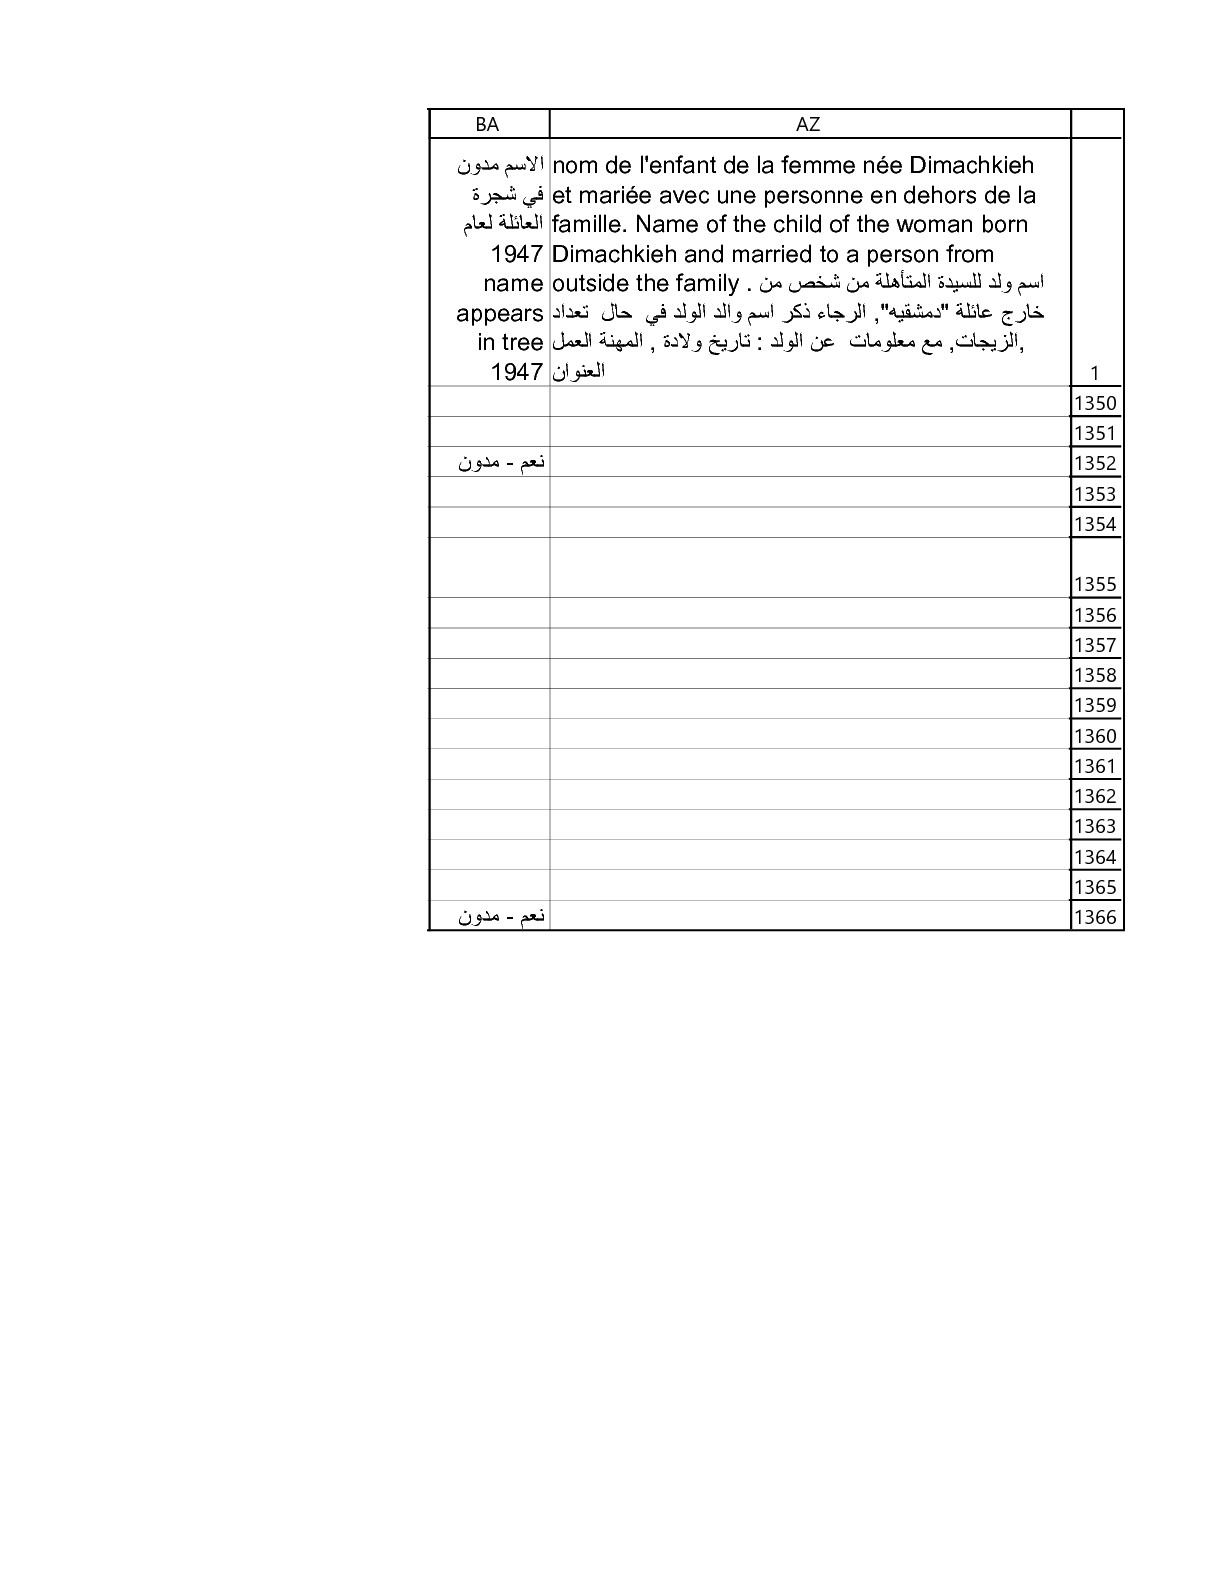 BA AZ
الاسم مدون
في شجرة
العائلة لعام
1947
name
appears
in tree
1947
nom de l'enfant de la femme née Dimachkieh
et mariée avec une personne en dehors de la
famille. Name of the child of the woman born
Dimachkieh and married to a person from
outside the family . اسم ولد للسيدة المتأهلة من شخص من
خارج عائلة "دمشقيه", الرجاء ذكر اسم والد الولد في حال تعداد
الزيجات, مع معلومات عن الولد : تاريخ ولادة , المهنة العمل,
العنوان
1
1350
1351
نعم - مدون 1352
1353
1354
1355
1356
1357
1358
1359
1360
1361
1362
1363
1364
1365
نعم - مدون 1366